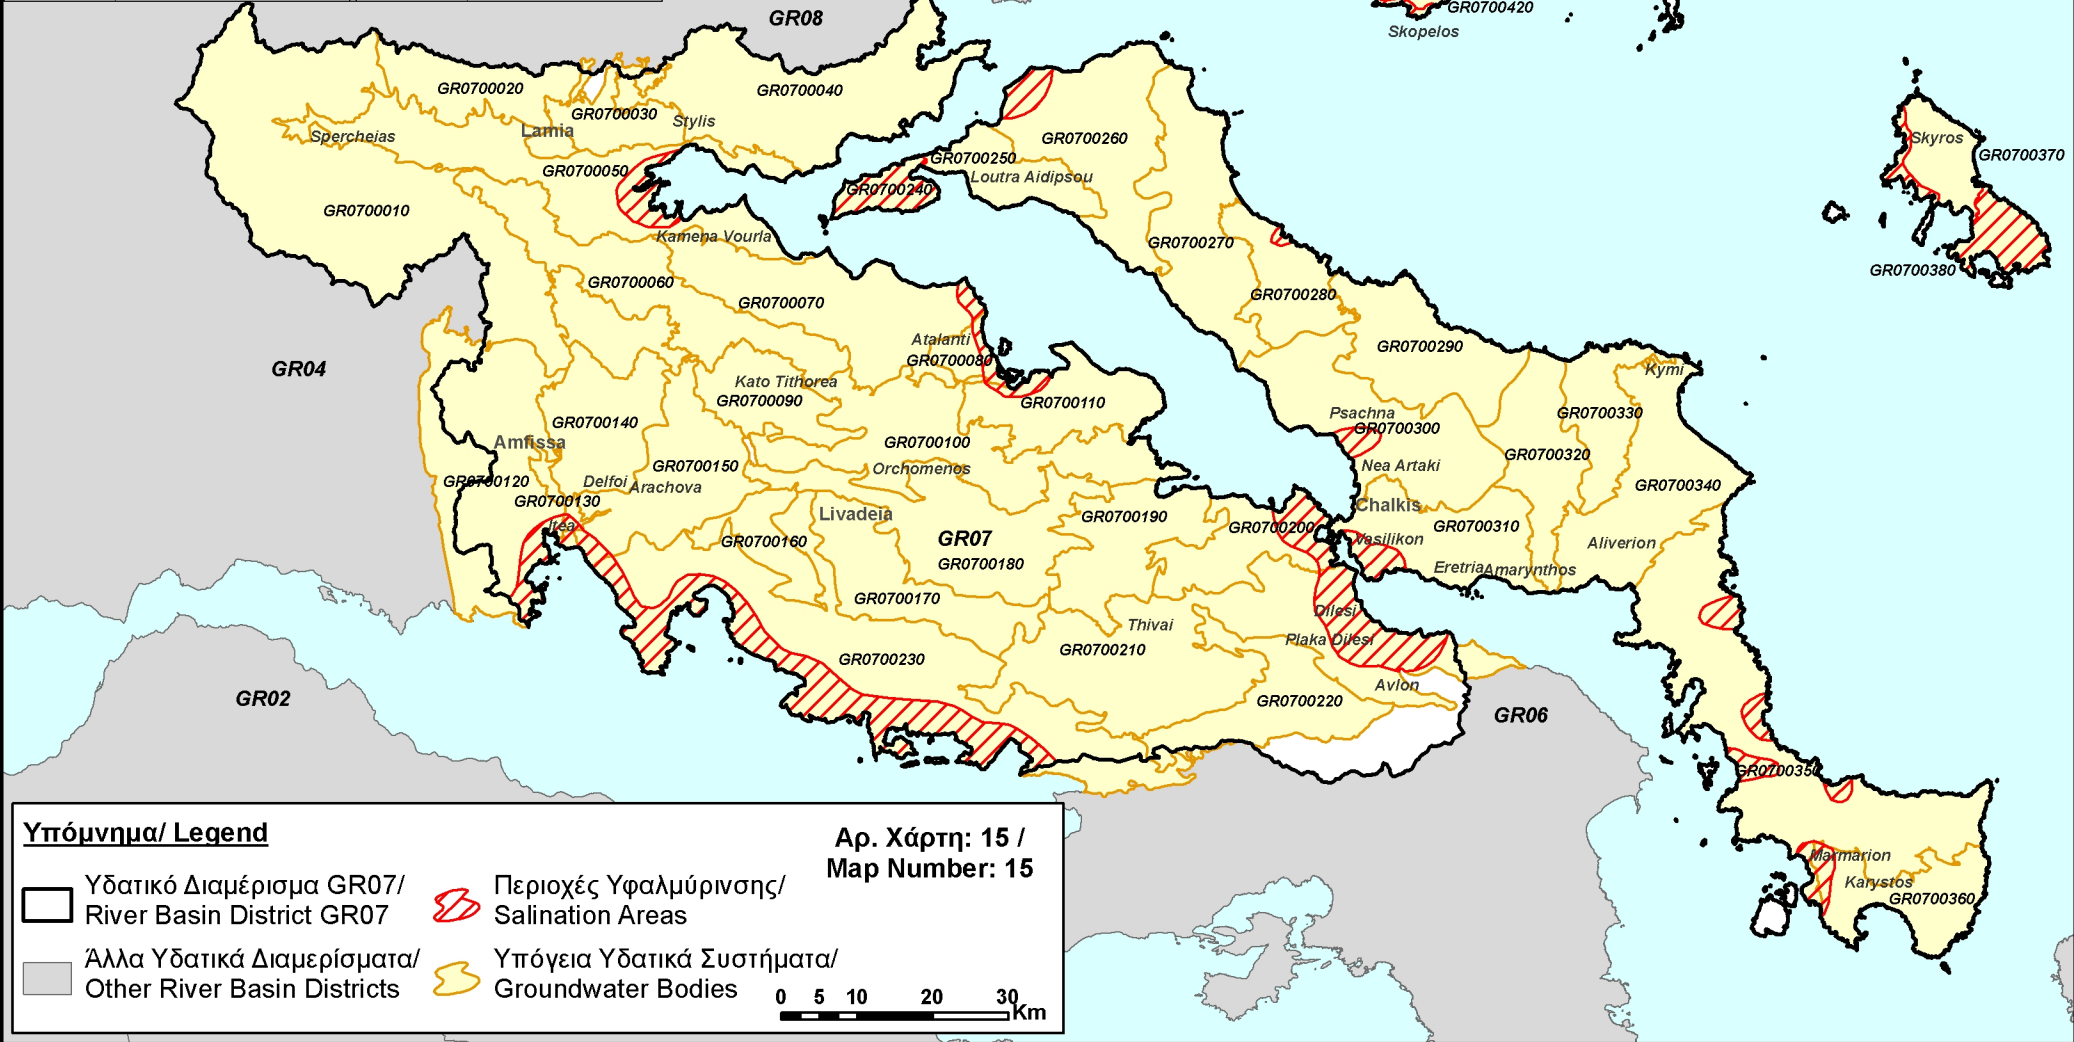 GR08
GR0700420
Skopelos
GR0700020
GR0700040
GR0700030
Stylis
Lamia
Spercheias
GR0700260
Skyros
GR0700370
GR0700250
GR0700050
Loutra Aidipsou
GR0700240
GR0700010
Kamena Vourla
GR0700270
GR0700380
GR0700060
GR0700070
GR0700280
Atalanti
GR0700080
GR0700290
GR04
Kymi
Kato Tithorea
GR0700090
GR0700110
Psachna
GR0700330
GR0700140
GR0700300
Amfissa
GR0700100
GR0700320
GR0700150
Orchomenos
Nea Artaki
GR0700120
Delfoi
Arachova
GR0700340
GR0700130
Chalkis
Livadeia
GR0700190
Itea
GR0700200
GR0700310
GR07
GR0700160
Vasilikon
Aliverion
GR0700180
Eretria
Amarynthos
GR0700170
Dilesi
Thivai
Plaka Dilesi
GR0700210
GR0700230
Avlon
GR02
GR0700220
GR06
GR0700350
Marmarion
Karystos
GR0700360
Υπόμνημα/ Legend
Αρ. Χάρτη: 15 /
Map Number: 15
Υδατικό Διαμέρισμα GR07/
River Basin District GR07
Περιοχές Υφαλμύρινσης/
Salination Areas
Άλλα Υδατικά Διαμερίσματα/
Other River Basin Districts
Υπόγεια Υδατικά Συστήματα/
Groundwater Bodies
0 5 10 20 30
Km